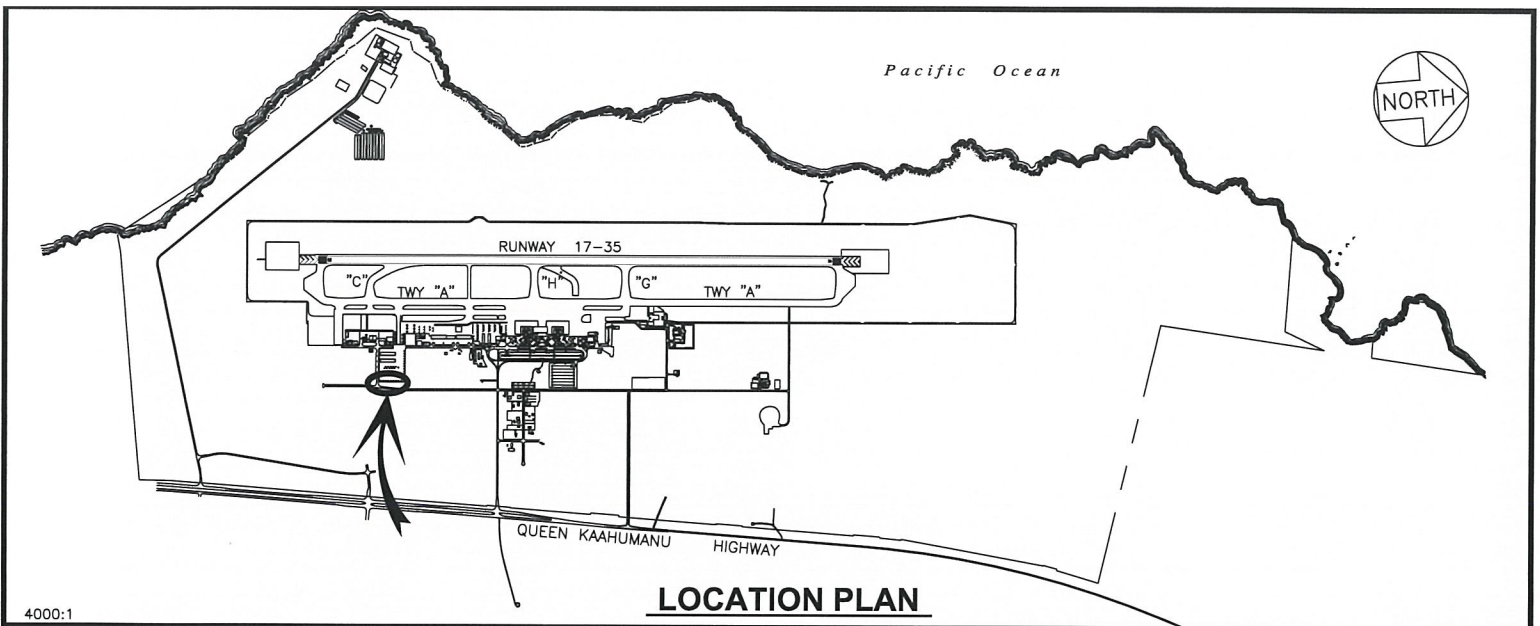 Pacific Ocean
NORTH
RUNWAY 17-35
"C"
"H"
"G"
TWY "A"
TWY "A"
QUEEN KAAHUMANU HIGHWAY
LOCATION PLAN
4000:1